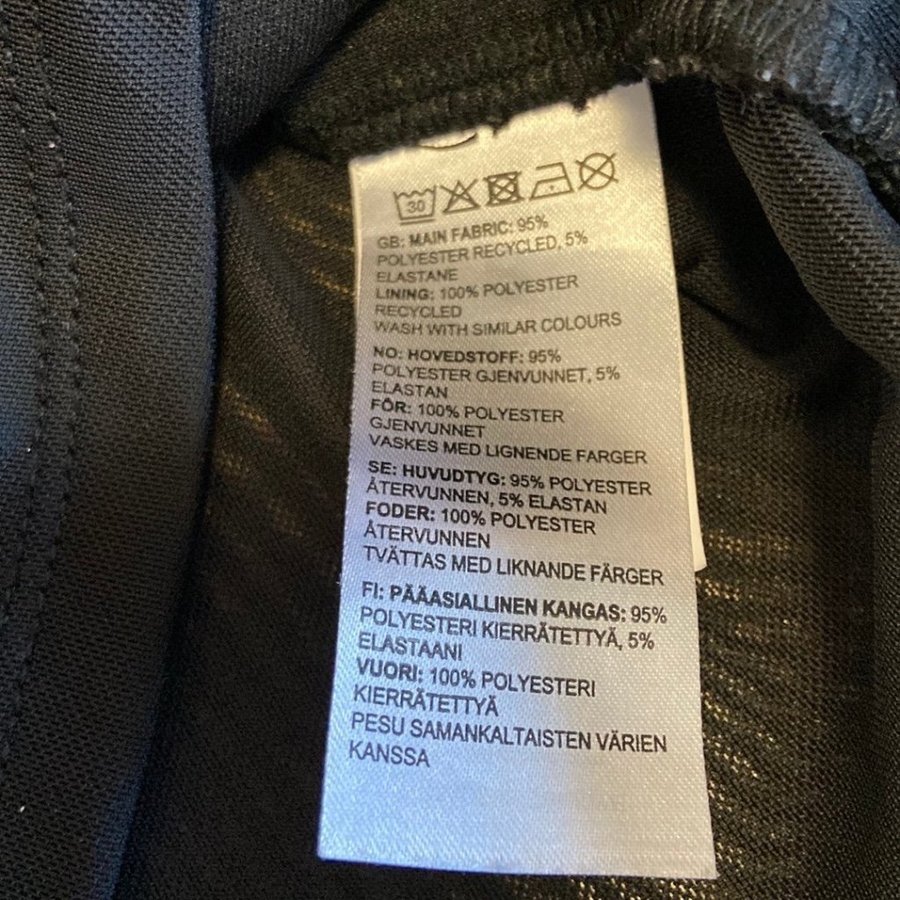 30
GB: MAIN FABRIC: 95%
POLYESTER RECYCLED, 5%
ELASTANE
LINING: 100% POLYESTER
RECYCLED
WASH WITH SIMILAR COLOURS
NO: HOVEDSTOFF: 95%
POLYESTER GJENVUNNET, 5%
ELASTAN
FÔR: 100% POLYESTER
GJENVUNNET
VASKES MED LIGNENDE FARGER
SE: HUVUDTYG: 95% POLYESTER
ÅTERVUNNEN, 5% ELASTAN
FODER: 100% POLYESTER
ÅTERVUNNEN
TVÄTTAS MED LIKNANDE FÄRGER
FI: PÄÄASIALLINEN KANGAS: 95%
POLYESTERI KIERRÄTETTYÄ, 5%
ELASTAANI
VUORI: 100% POLYESTERI
KIERRÄTETTYÄ
PESU SAMANKALTAISTEN VÄRIEN
KANSSA